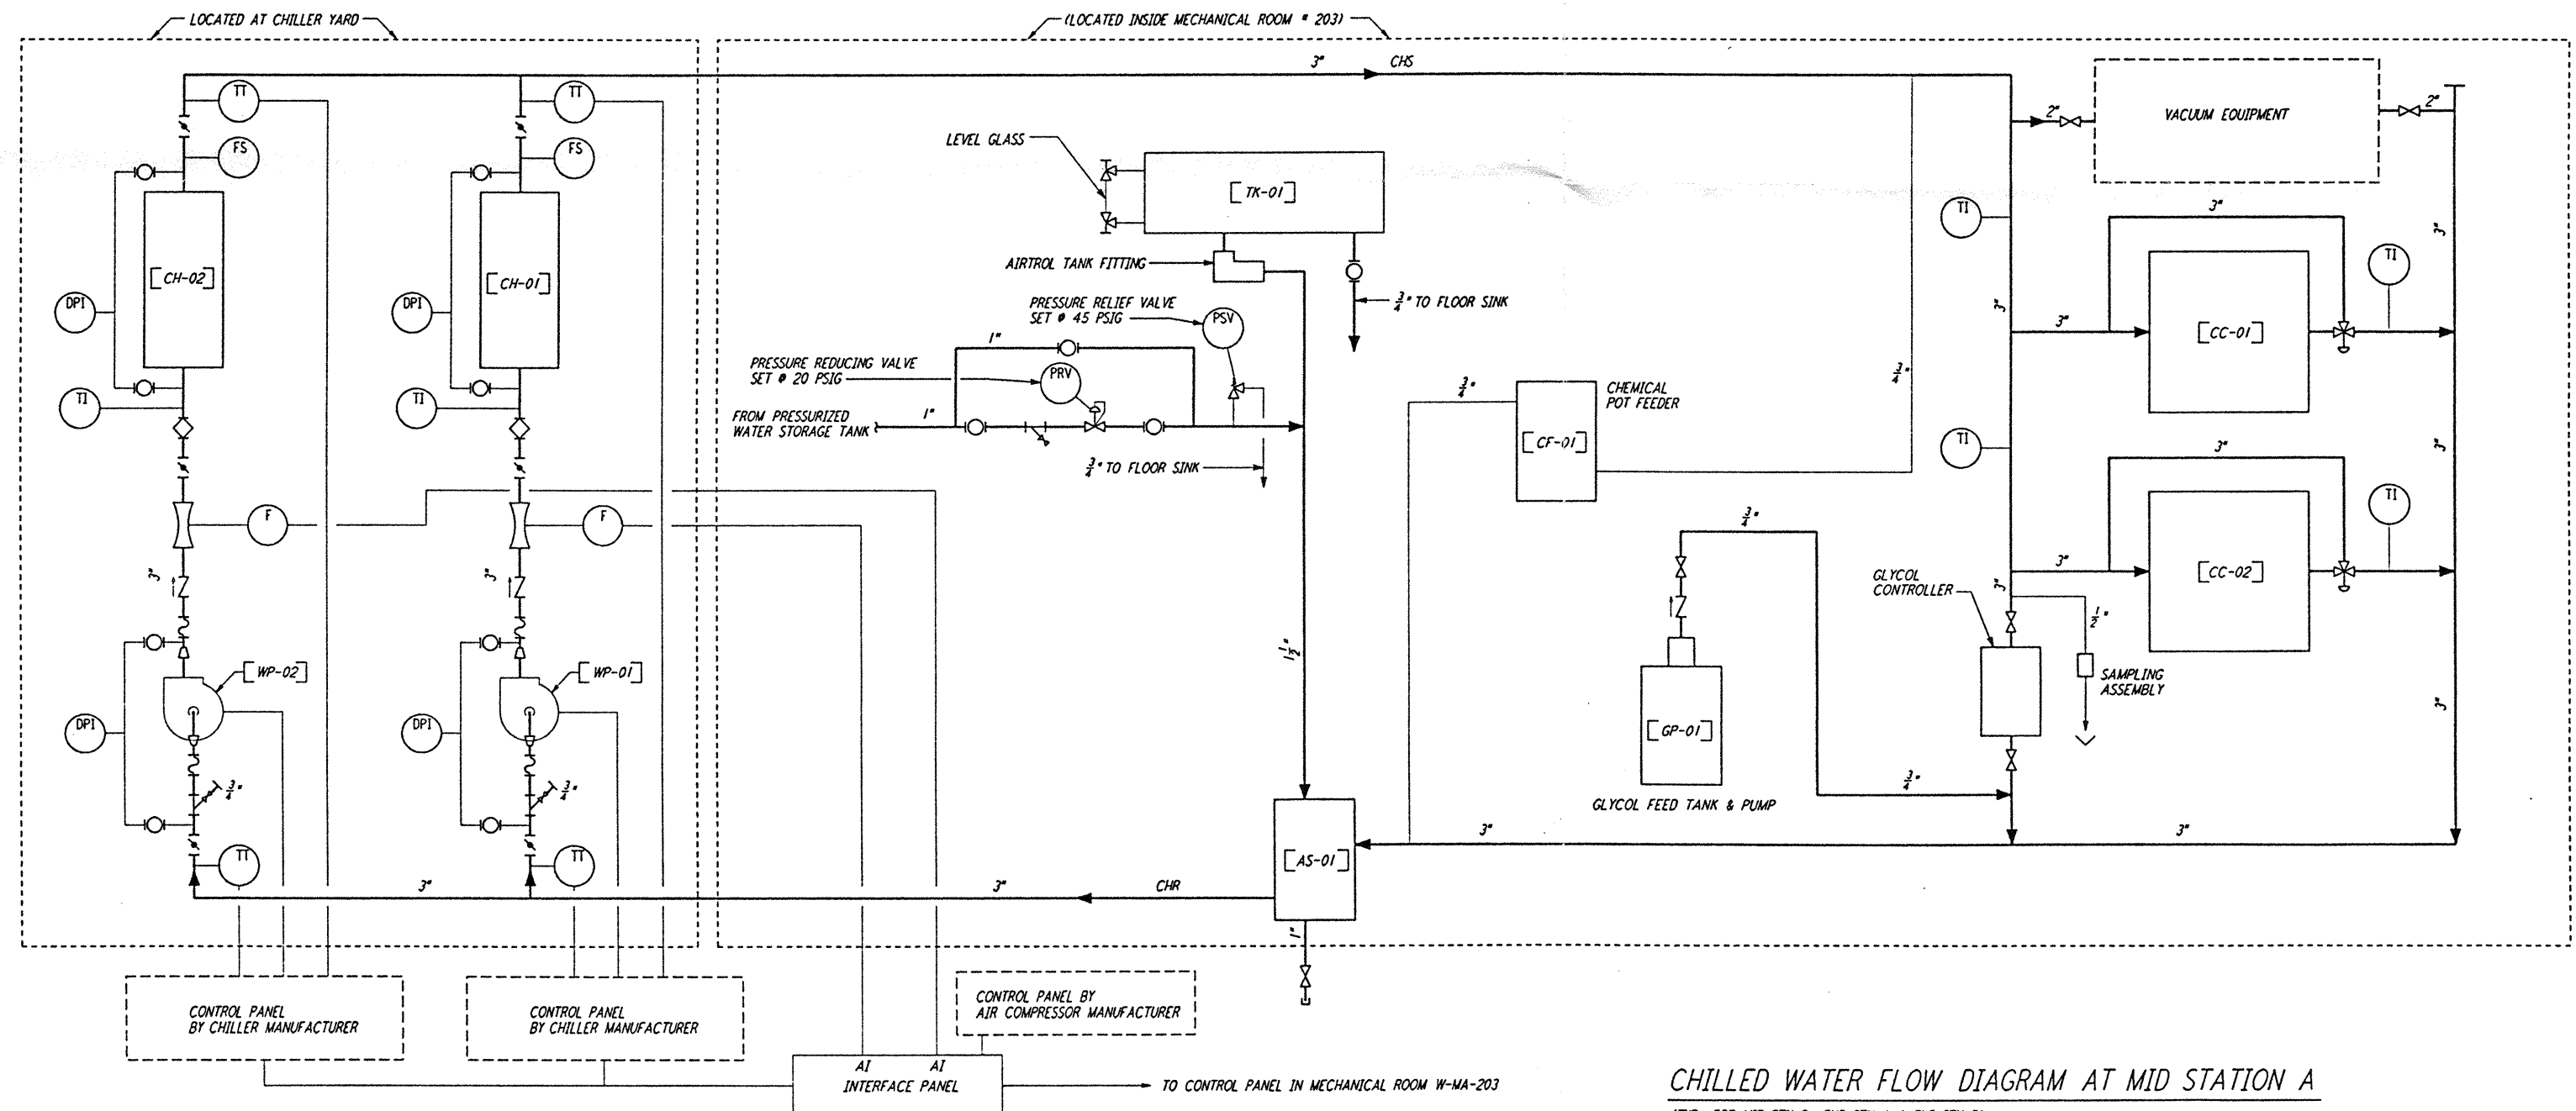 LOCATED AT CHILLER YARD
(LOCATED INSIDE MECHANICAL ROOM # 203)
3" CHS
TT
TT
FS
FS
2"
VACUUM EQUIPMENT
2"
LEVEL GLASS
[TK-01]
TI
3"
3"
[CH-02]
[CH-01]
AIRTROL TANK FITTING
TI
DPI
DPI
PRESSURE RELIEF VALVE
SET @ 45 PSIG
PSV
3/4" TO FLOOR SINK
3"
3"
[CC-01]
1"
PRESSURE REDUCING VALVE
SET @ 20 PSIG
PRV
3/4"
3/4"
CHEMICAL
POT FEEDER
TI
TI
FROM PRESSURIZED
WATER STORAGE TANK
1"
[CF-01]
TI
3"
3"
3/4" TO FLOOR SINK
TI
F
F
3/4"
3"
3"
GLYCOL
CONTROLLER
3"
3"
[CC-02]
1/2"
1 1/2"
[WP-02]
[WP-01]
SAMPLING
ASSEMBLY
3"
DPI
DPI
[GP-01]
3/4"
3/4"
3/4"
GLYCOL FEED TANK & PUMP
TT
TT
[AS-01]
3"
3"
3"
3"
CHR
1"
CONTROL PANEL
BY CHILLER MANUFACTURER
CONTROL PANEL
BY CHILLER MANUFACTURER
CONTROL PANEL BY
AIR COMPRESSOR MANUFACTURER
AI AI
INTERFACE PANEL
TO CONTROL PANEL IN MECHANICAL ROOM W-MA-203
CHILLED WATER FLOW DIAGRAM AT MID STATION A